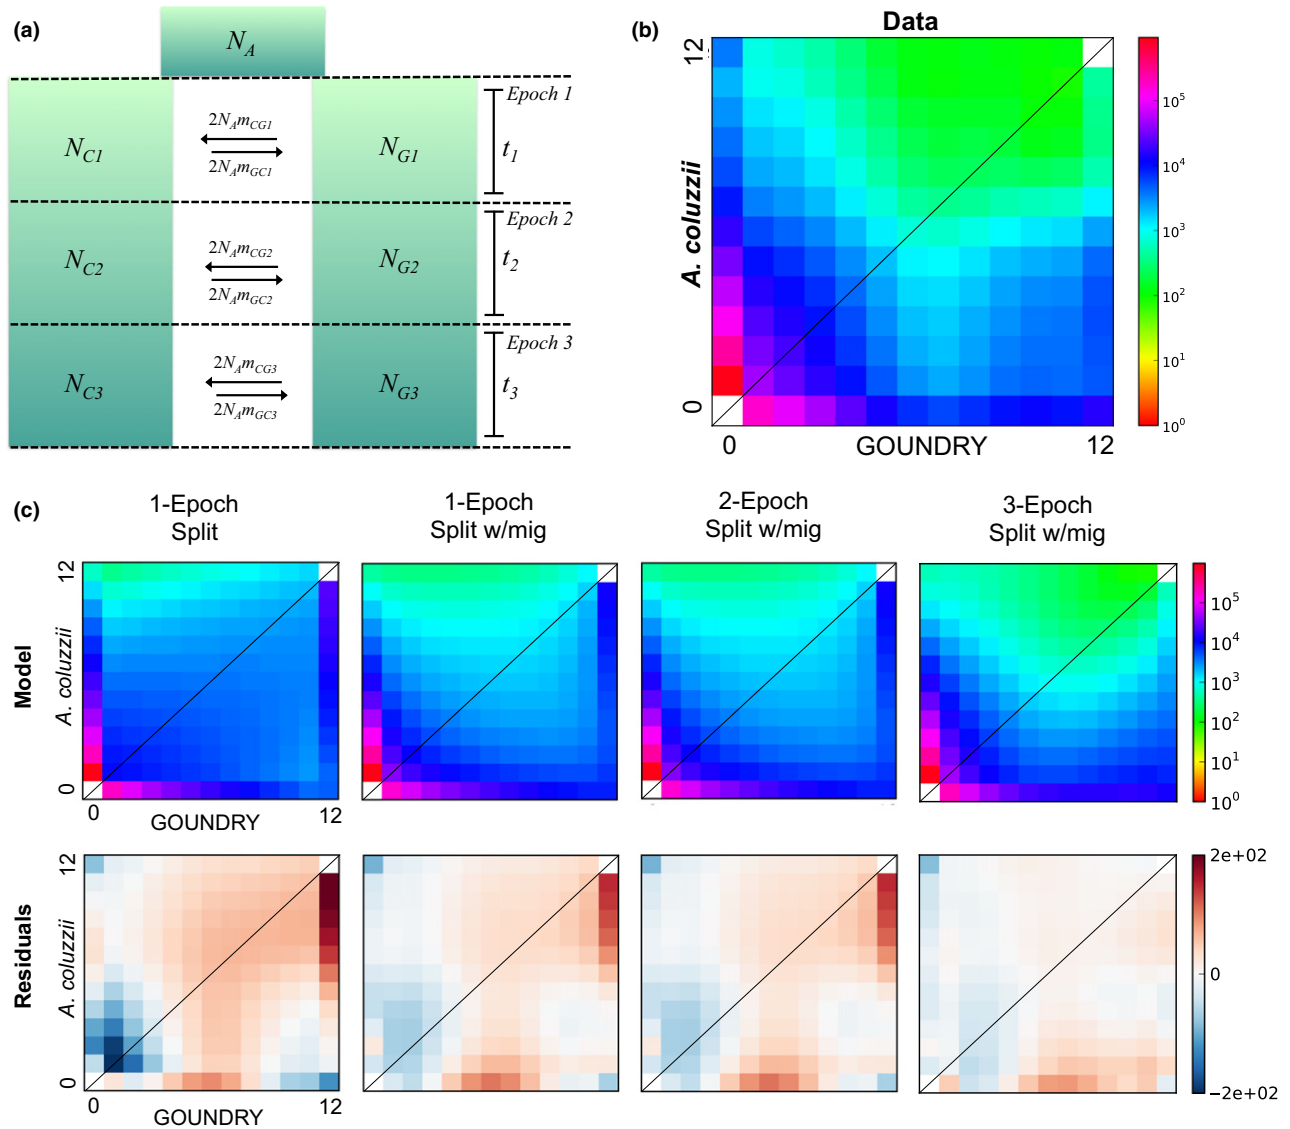 (a)
N_A
Epoch 1
N_C1
2N_Am_CG1
2N_Am_GC1
N_G1
t_1
Epoch 2
N_C2
2N_Am_CG2
2N_Am_GC2
N_G2
t_2
Epoch 3
N_C3
2N_Am_CG3
2N_Am_GC3
N_G3
t_3
(b)
Data
12
A. coluzzii
0
0
GOUNDRY
12
10^5
10^4
10^3
10^2
10^1
10^0
(c)
1-Epoch
Split
1-Epoch
Split w/mig
2-Epoch
Split w/mig
3-Epoch
Split w/mig
Model
A. coluzzii
12
0
0
GOUNDRY
12
10^5
10^4
10^3
10^2
10^1
10^0
Residuals
A. coluzzii
12
0
0
GOUNDRY
12
2e+02
0
−2e+02